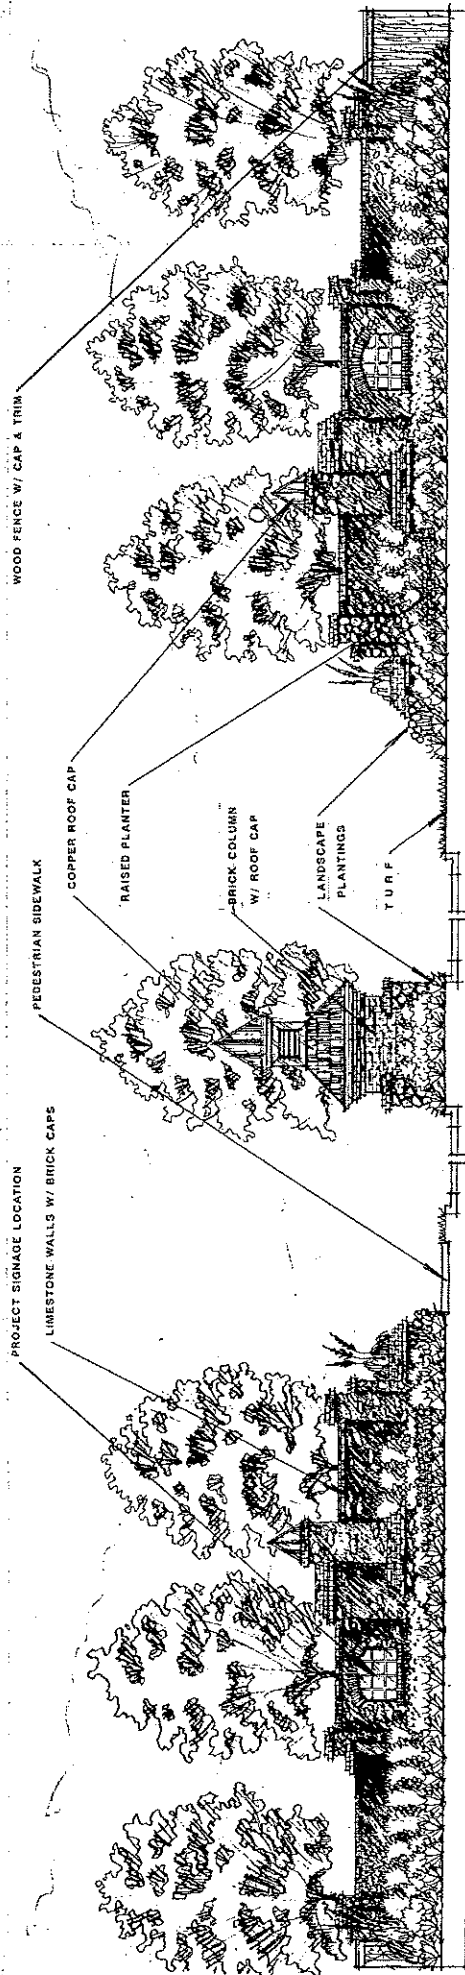 PROJECT SIGNAGE LOCATION
LIMESTONE WALLS W/ BRICK CAPS
PEDESTRIAN SIDEWALK
COPPER ROOF CAP
RAISED PLANTER
BRICK COLUMN
W/ ROOF CAP
LANDSCAPE
PLANTINGS
TURF
WOOD FENCE W/ CAP & TRIM